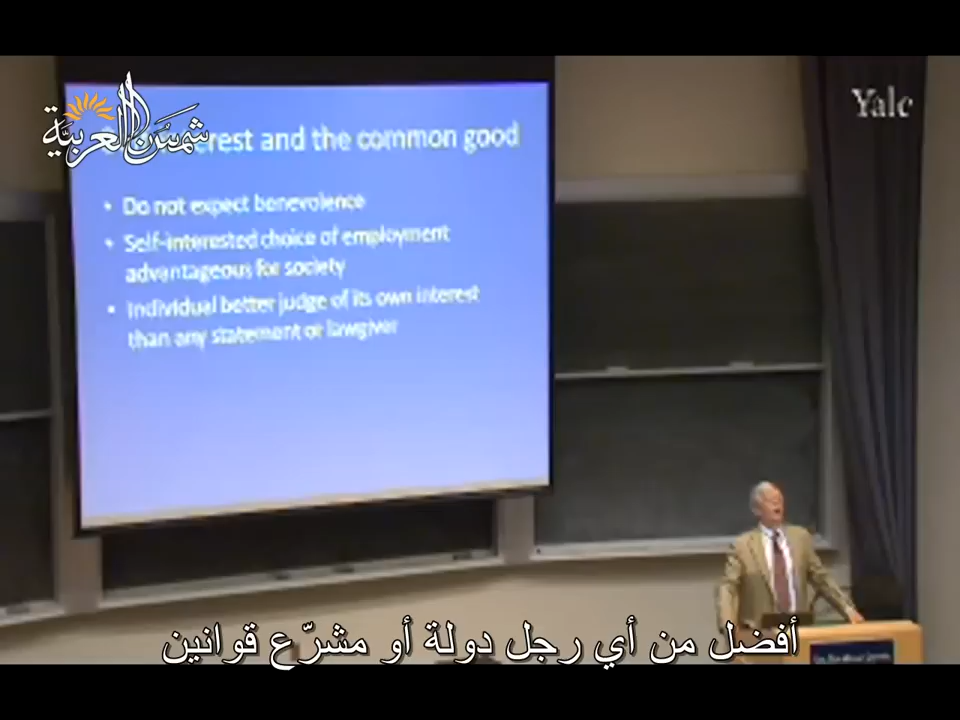 شمس العربية
Yale
rest and the common good
• Do not expect benevolence
• Self-interested choice of employment
advantageous for society
• Individual better judge of its own interest
than any statement or lawgiver
أفضل من أي رجل دولة أو مشرّع قوانين